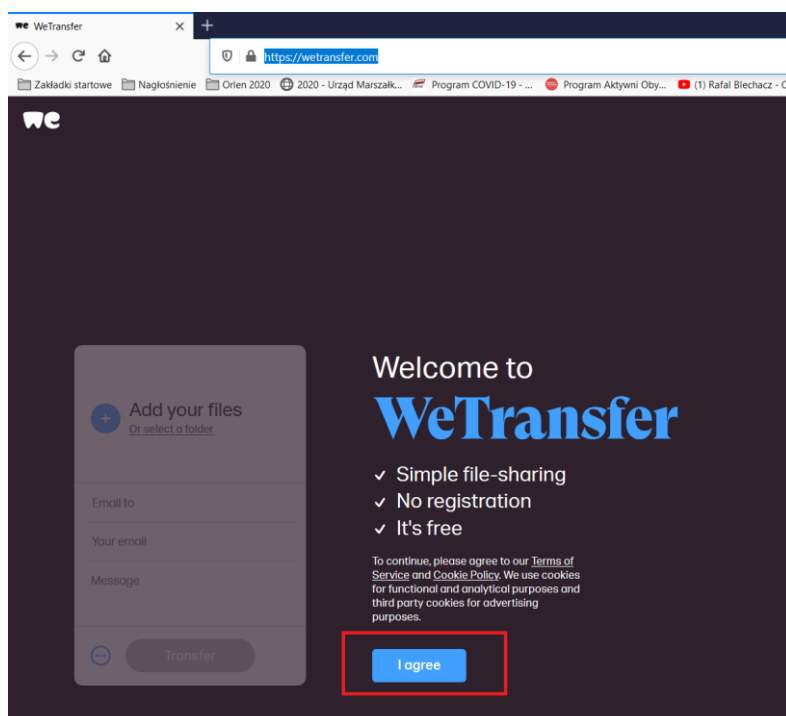 we WeTransfer
https://wetransfer.com
Zakładki startowe Nagłośnienie Orlen 2020 2020 - Urząd Marszałk... Program COVID-19 - ... Program Aktywni Oby... (1) Rafal Blechacz - C
we
Add your files
Or select a folder
Email to
Your email
Message
Transfer
Welcome to
WeTransfer
Simple file-sharing
No registration
It's free
To continue, please agree to our Terms of
Service and Cookie Policy. We use cookies
for functional and analytical purposes and
third party cookies for advertising
purposes.
I agree